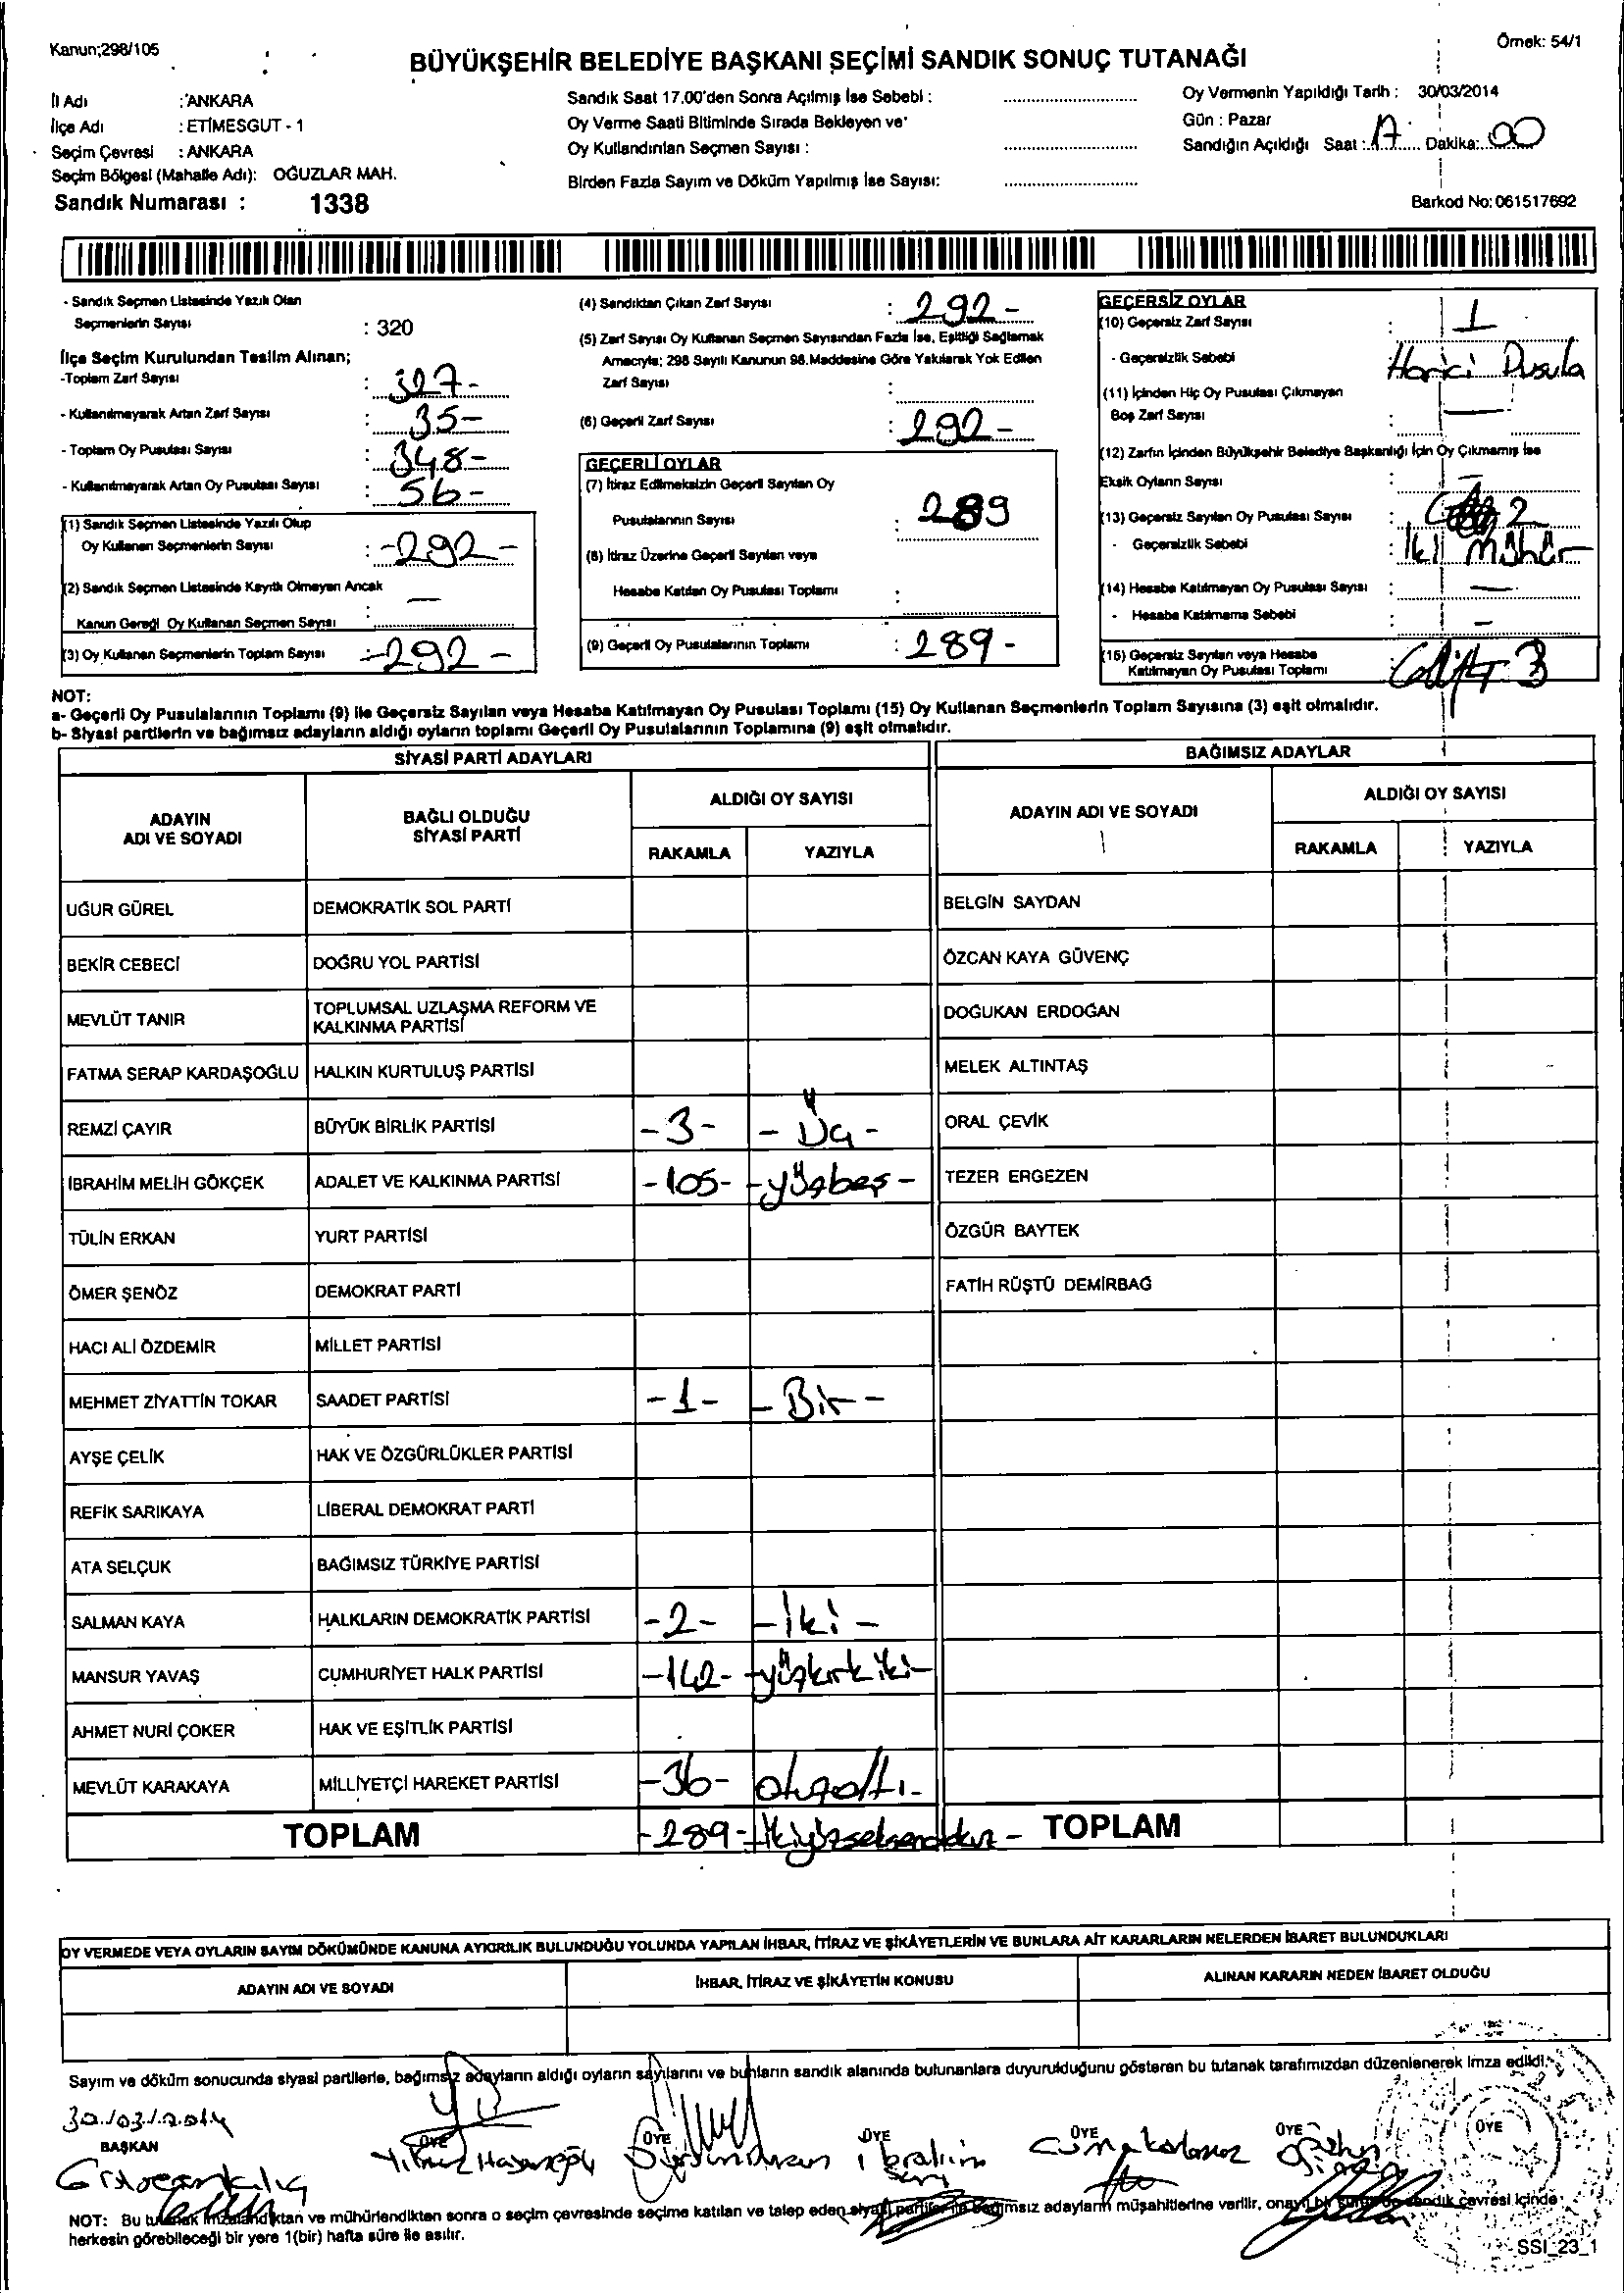 Kanun;298/105
Örnek: 54/1
BÜYÜKŞEHİR BELEDİYE BAŞKANI SEÇİMİ SANDIK SONUÇ TUTANAĞI
İl Adı : ANKARA
İlçe Adı : ETİMESGUT - 1
Seçim Çevresi : ANKARA
Seçim Bölgesi (Mahalle Adı): OĞUZLAR MAH.
Sandık Numarası : 1338
Sandık Saat 17.00'den Sonra Açılmış İse Sebebi :
Oy Verme Saati Bitiminde Sırada Bekleyen ve
Oy Kullandırılan Seçmen Sayısı :
Birden Fazla Sayım ve Döküm Yapılmış İse Sayısı:
Oy Vermenin Yapıldığı Tarih : 30/03/2014
Gün : Pazar
Sandığın Açıldığı Saat : 17 Dakika: 00
Barkod No: 061517692
- Sandık Seçmen Listesinde Yazılı Olan
Seçmenlerin Sayısı : 320
İlçe Seçim Kurulundan Teslim Alınan;
-Toplam Zarf Sayısı : 327-
- Kullanılmayarak Artan Zarf Sayısı : 35-
- Toplam Oy Pusulası Sayısı : 348-
- Kullanılmayarak Artan Oy Pusulası Sayısı : 56-
(1) Sandık Seçmen Listesinde Yazılı Olup
Oy Kullanan Seçmenlerin Sayısı : -292-
(2) Sandık Seçmen Listesinde Kayıtlı Olmayan Ancak
Kanun Gereği Oy Kullanan Seçmen Sayısı : —
(3) Oy Kullanan Seçmenlerin Toplam Sayısı : -292-
(4) Sandıktan Çıkan Zarf Sayısı : 292-
(5) Zarf Sayısı Oy Kullanan Seçmen Sayısından Fazla İse, Eşitliği Sağlamak
Amacıyla; 298 Sayılı Kanunun 98.Maddesine Göre Yakılarak Yok Edilen
Zarf Sayısı :
(6) Geçerli Zarf Sayısı : 292-
GEÇERLİ OYLAR
(7) İtiraz Edilmeksizin Geçerli Sayılan Oy
Pusulalarının Sayısı : 289
(8) İtiraz Üzerine Geçerli Sayılan veya
Hesaba Katılan Oy Pusulası Toplamı :
(9) Geçerli Oy Pusulalarının Toplamı : 289-
GEÇERSİZ OYLAR
(10) Geçersiz Zarf Sayısı : 1
- Geçersizlik Sebebi : Harici Pusula
(11) İçinden Hiç Oy Pusulası Çıkmayan
Boş Zarf Sayısı : —
(12) Zarfın İçinden Büyükşehir Belediye Başkanlığı İçin Oy Çıkmamış İse
Eksik Oyların Sayısı : —
(13) Geçersiz Sayılan Oy Pusulası Sayısı : 2
- Geçersizlik Sebebi : İki mühür
(14) Hesaba Katılmayan Oy Pusulası Sayısı : —
- Hesaba Katılmama Sebebi : —
(15) Geçersiz Sayılan veya Hesaba
Katılmayan Oy Pusulası Toplamı : 3
NOT:
a- Geçerli Oy Pusulalarının Toplamı (9) ile Geçersiz Sayılan veya Hesaba Katılmayan Oy Pusulası Toplamı (15) Oy Kullanan Seçmenlerin Toplam Sayısına (3) eşit olmalıdır.
b- Siyasi partilerin ve bağımsız adayların aldığı oyların toplamı Geçerli Oy Pusulalarının Toplamına (9) eşit olmalıdır.
SİYASİ PARTİ ADAYLARI
BAĞIMSIZ ADAYLAR
ADAYIN ADI VE SOYADI
BAĞLI OLDUĞU SİYASİ PARTİ
ALDIĞI OY SAYISI
RAKAMLA YAZIYLA
ADAYIN ADI VE SOYADI
ALDIĞI OY SAYISI
RAKAMLA YAZIYLA
UĞUR GÜREL DEMOKRATİK SOL PARTİ BELGİN SAYDAN
BEKİR CEBECİ DOĞRU YOL PARTİSİ ÖZCAN KAYA GÜVENÇ
MEVLÜT TANIR TOPLUMSAL UZLAŞMA REFORM VE KALKINMA PARTİSİ DOĞUKAN ERDOĞAN
FATMA SERAP KARDAŞOĞLU HALKIN KURTULUŞ PARTİSİ MELEK ALTINTAŞ
REMZİ ÇAYIR BÜYÜK BİRLİK PARTİSİ -3- - Üç - ORAL ÇEVİK
İBRAHİM MELİH GÖKÇEK ADALET VE KALKINMA PARTİSİ -105- -yüzbeş- TEZER ERGEZEN
TÜLİN ERKAN YURT PARTİSİ ÖZGÜR BAYTEK
ÖMER ŞENÖZ DEMOKRAT PARTİ FATİH RÜŞTÜ DEMİRBAĞ
HACI ALİ ÖZDEMİR MİLLET PARTİSİ
MEHMET ZİYATTİN TOKAR SAADET PARTİSİ -1- - Bir -
AYŞE ÇELİK HAK VE ÖZGÜRLÜKLER PARTİSİ
REFİK SARIKAYA LİBERAL DEMOKRAT PARTİ
ATA SELÇUK BAĞIMSIZ TÜRKİYE PARTİSİ
SALMAN KAYA HALKLARIN DEMOKRATİK PARTİSİ -2- - İki -
MANSUR YAVAŞ CUMHURİYET HALK PARTİSİ -142- -yüzkırkiki-
AHMET NURİ ÇOKER HAK VE EŞİTLİK PARTİSİ
MEVLÜT KARAKAYA MİLLİYETÇİ HAREKET PARTİSİ -36- otuzaltı-
TOPLAM -289- -ikiyüzseksendokuz- TOPLAM
OY VERMEDE VEYA OYLARIN SAYIM DÖKÜMÜNDE KANUNA AYKIRILIK BULUNDUĞU YOLUNDA YAPILAN İHBAR, İTİRAZ VE ŞİKÂYETLERİN VE BUNLARA AİT KARARLARIN NELERDEN İBARET BULUNDUKLARI
ADAYIN ADI VE SOYADI İHBAR, İTİRAZ VE ŞİKÂYETİN KONUSU ALINAN KARARIN NEDEN İBARET OLDUĞU
Sayım ve döküm sonucunda siyasi partilerle, bağımsız adayların aldığı oyların sayılarını ve bunların sandık alanında bulunanlara duyurulduğunu gösteren bu tutanak tarafımızdan düzenlenerek imza edildi.
30/03/2014
BAŞKAN ÜYE ÜYE ÜYE ÜYE ÜYE ÜYE
NOT: Bu tutanak imzalandıktan ve mühürlendikten sonra o seçim çevresinde seçime katılan ve talep eden siyasi partiler ile bağımsız adayların müşahitlerine verilir, onaylı bir sureti de sandık çevresi içinde
herkesin görebileceği bir yere 1(bir) hafta süre ile asılır.
SSI_23_1